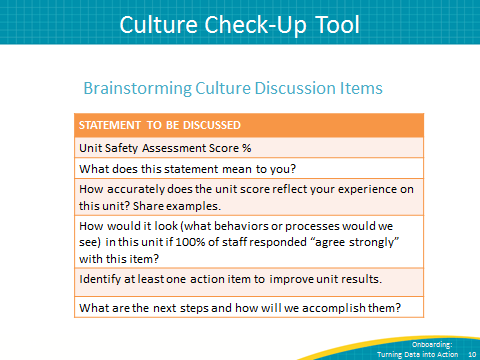 Culture Check-Up Tool
Brainstorming Culture Discussion Items
STATEMENT TO BE DISCUSSED
Unit Safety Assessment Score %
What does this statement mean to you?
How accurately does the unit score reflect your experience on
this unit? Share examples.
How would it look (what behaviors or processes would we
see) in this unit if 100% of staff responded “agree strongly”
with this item?
Identify at least one action item to improve unit results.
What are the next steps and how will we accomplish them?
Onboarding:
Turning Data into Action 10